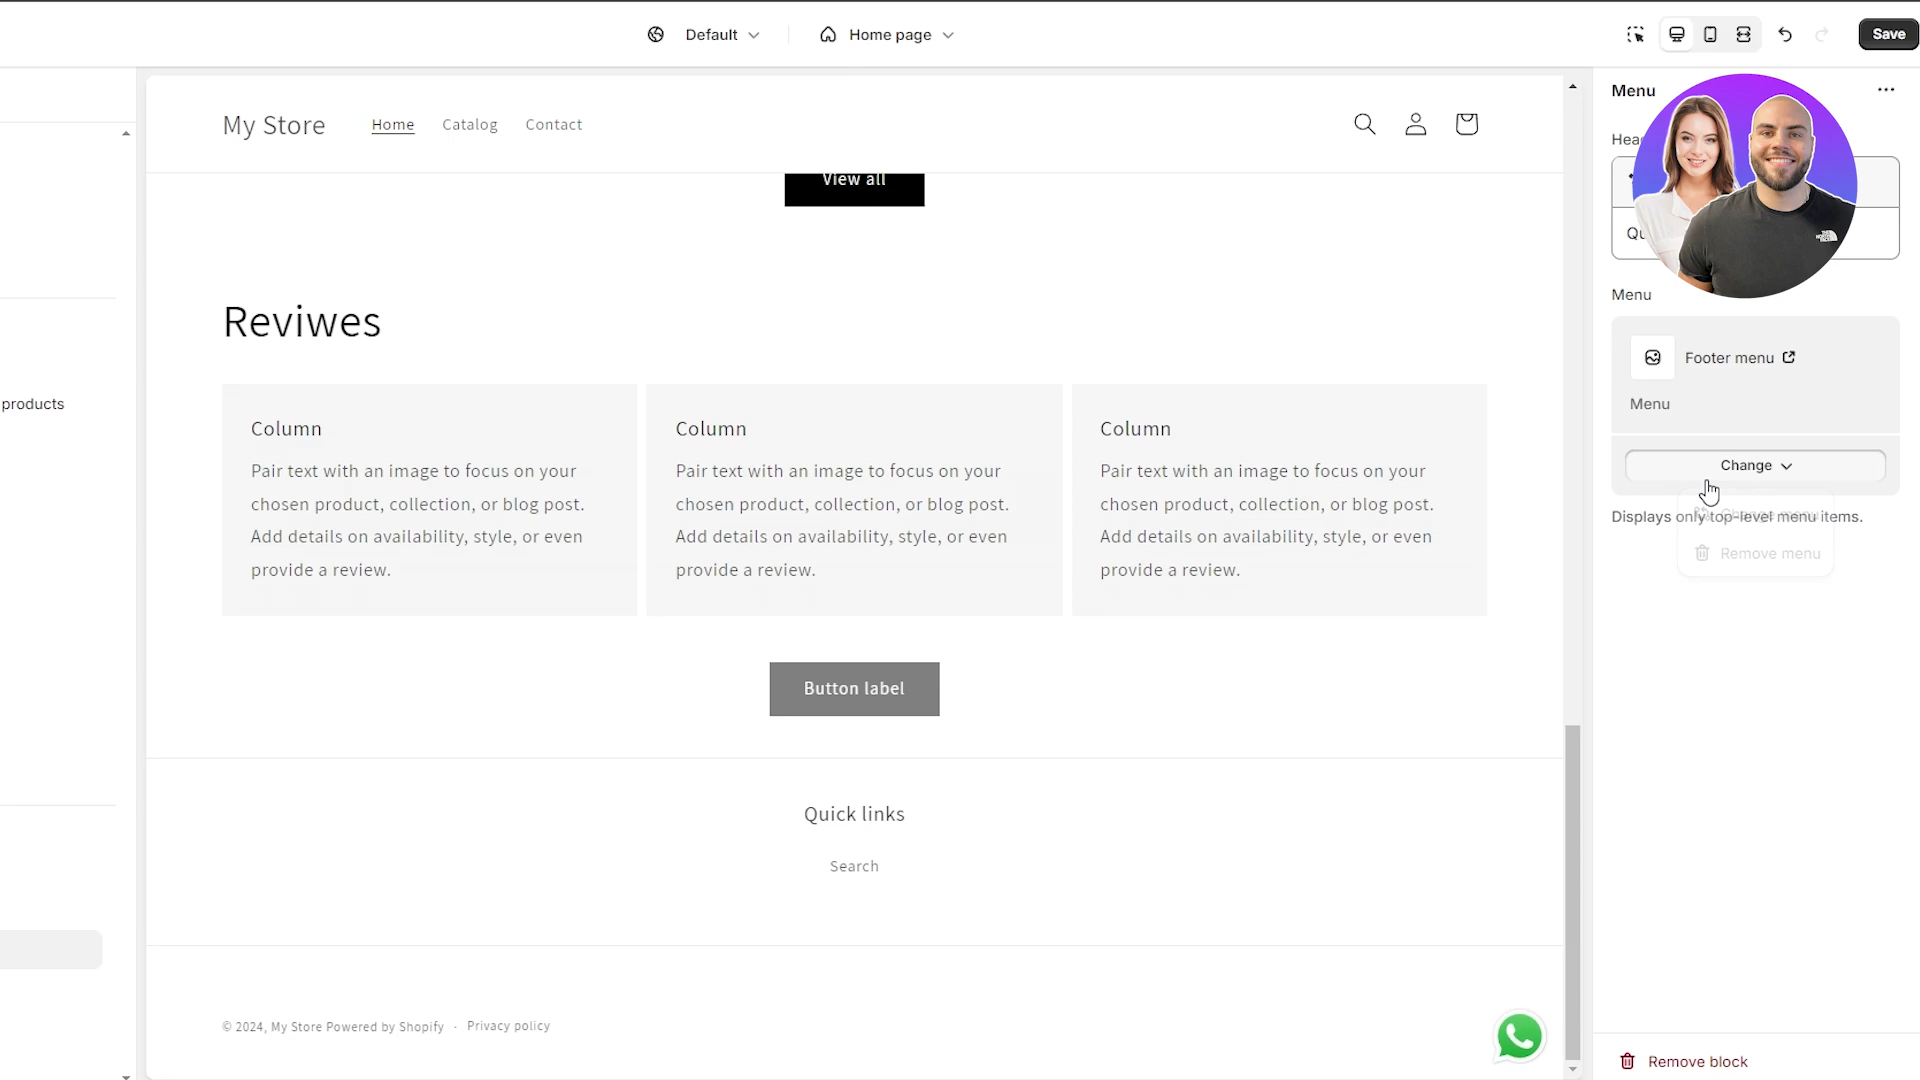 Default
Home page
Save
My Store
Home
Catalog
Contact
Menu
View all
THE NORTH FACE
Menu
Reviwes
Footer menu
Menu
products
Column
Column
Column
Pair text with an image to focus on your
chosen product, collection, or blog post.
Add details on availability, style, or even
provide a review.
Pair text with an image to focus on your
chosen product, collection, or blog post.
Add details on availability, style, or even
provide a review.
Pair text with an image to focus on your
chosen product, collection, or blog post.
Add details on availability, style, or even
provide a review.
Change
Change menu
Displays only top-level menu items.
Remove menu
Button label
Quick links
Search
© 2024, My Store Powered by Shopify · Privacy policy
Remove block